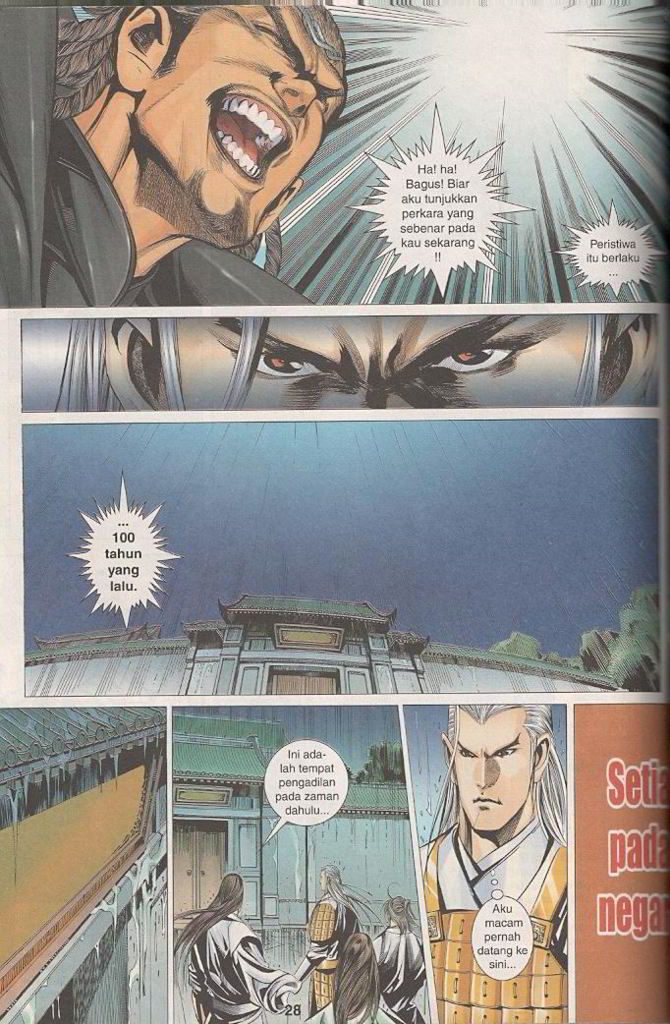 Ha! ha!
Bagus! Biar
aku tunjukkan
perkara yang
sebenar pada
kau sekarang
!!
Peristiwa
itu berlaku
...
...
100
tahun
yang
lalu.
Ini ada-
lah tempat
pengadilan
pada zaman
dahulu...
Aku
macam
pernah
datang ke
sini...
Setia
pada
negar
28